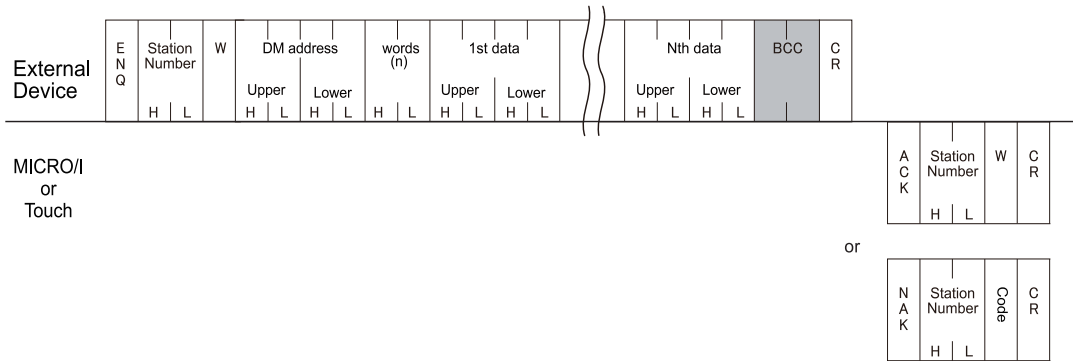 External
Device
E
N
Q
Station
Number
H L
W
DM address
Upper Lower
H L H L
words
(n)
H L
1st data
Upper Lower
H L H L
Nth data
Upper Lower
H L H L
BCC
C
R
MICRO/I
or
Touch
A
C
K
Station
Number
H L
W
C
R
or
N
A
K
Station
Number
H L
Code
C
R